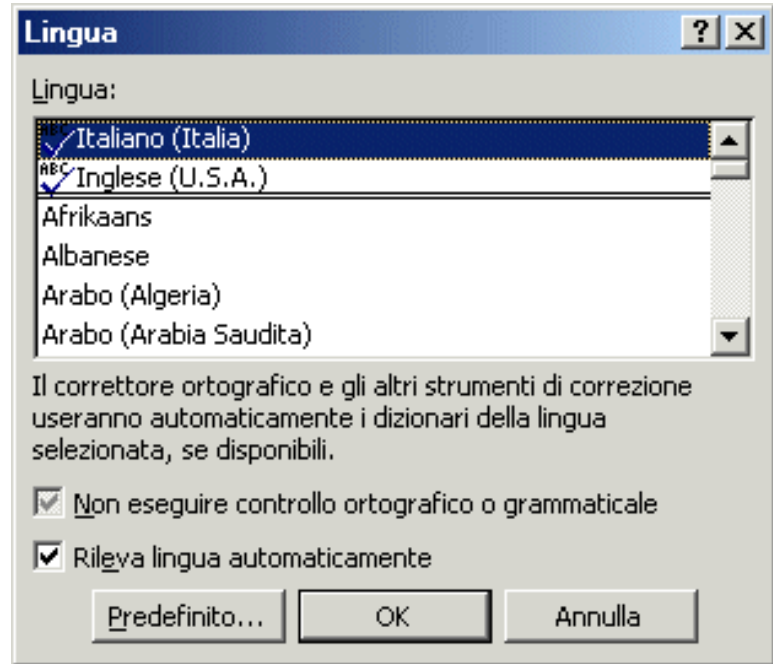 Lingua
Lingua:
ABC Italiano (Italia)
ABC Inglese (U.S.A.)
Afrikaans
Albanese
Arabo (Algeria)
Arabo (Arabia Saudita)
Il correttore ortografico e gli altri strumenti di correzione
useranno automaticamente i dizionari della lingua
selezionata, se disponibili.
Non eseguire controllo ortografico o grammaticale
Rileva lingua automaticamente
Predefinito... OK Annulla